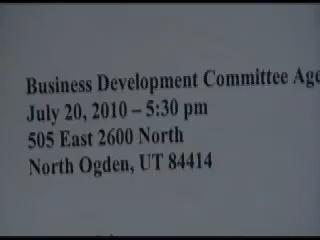 Business Development Committee Age
July 20, 2010 – 5:30 pm
505 East 2600 North
North Ogden, UT 84414